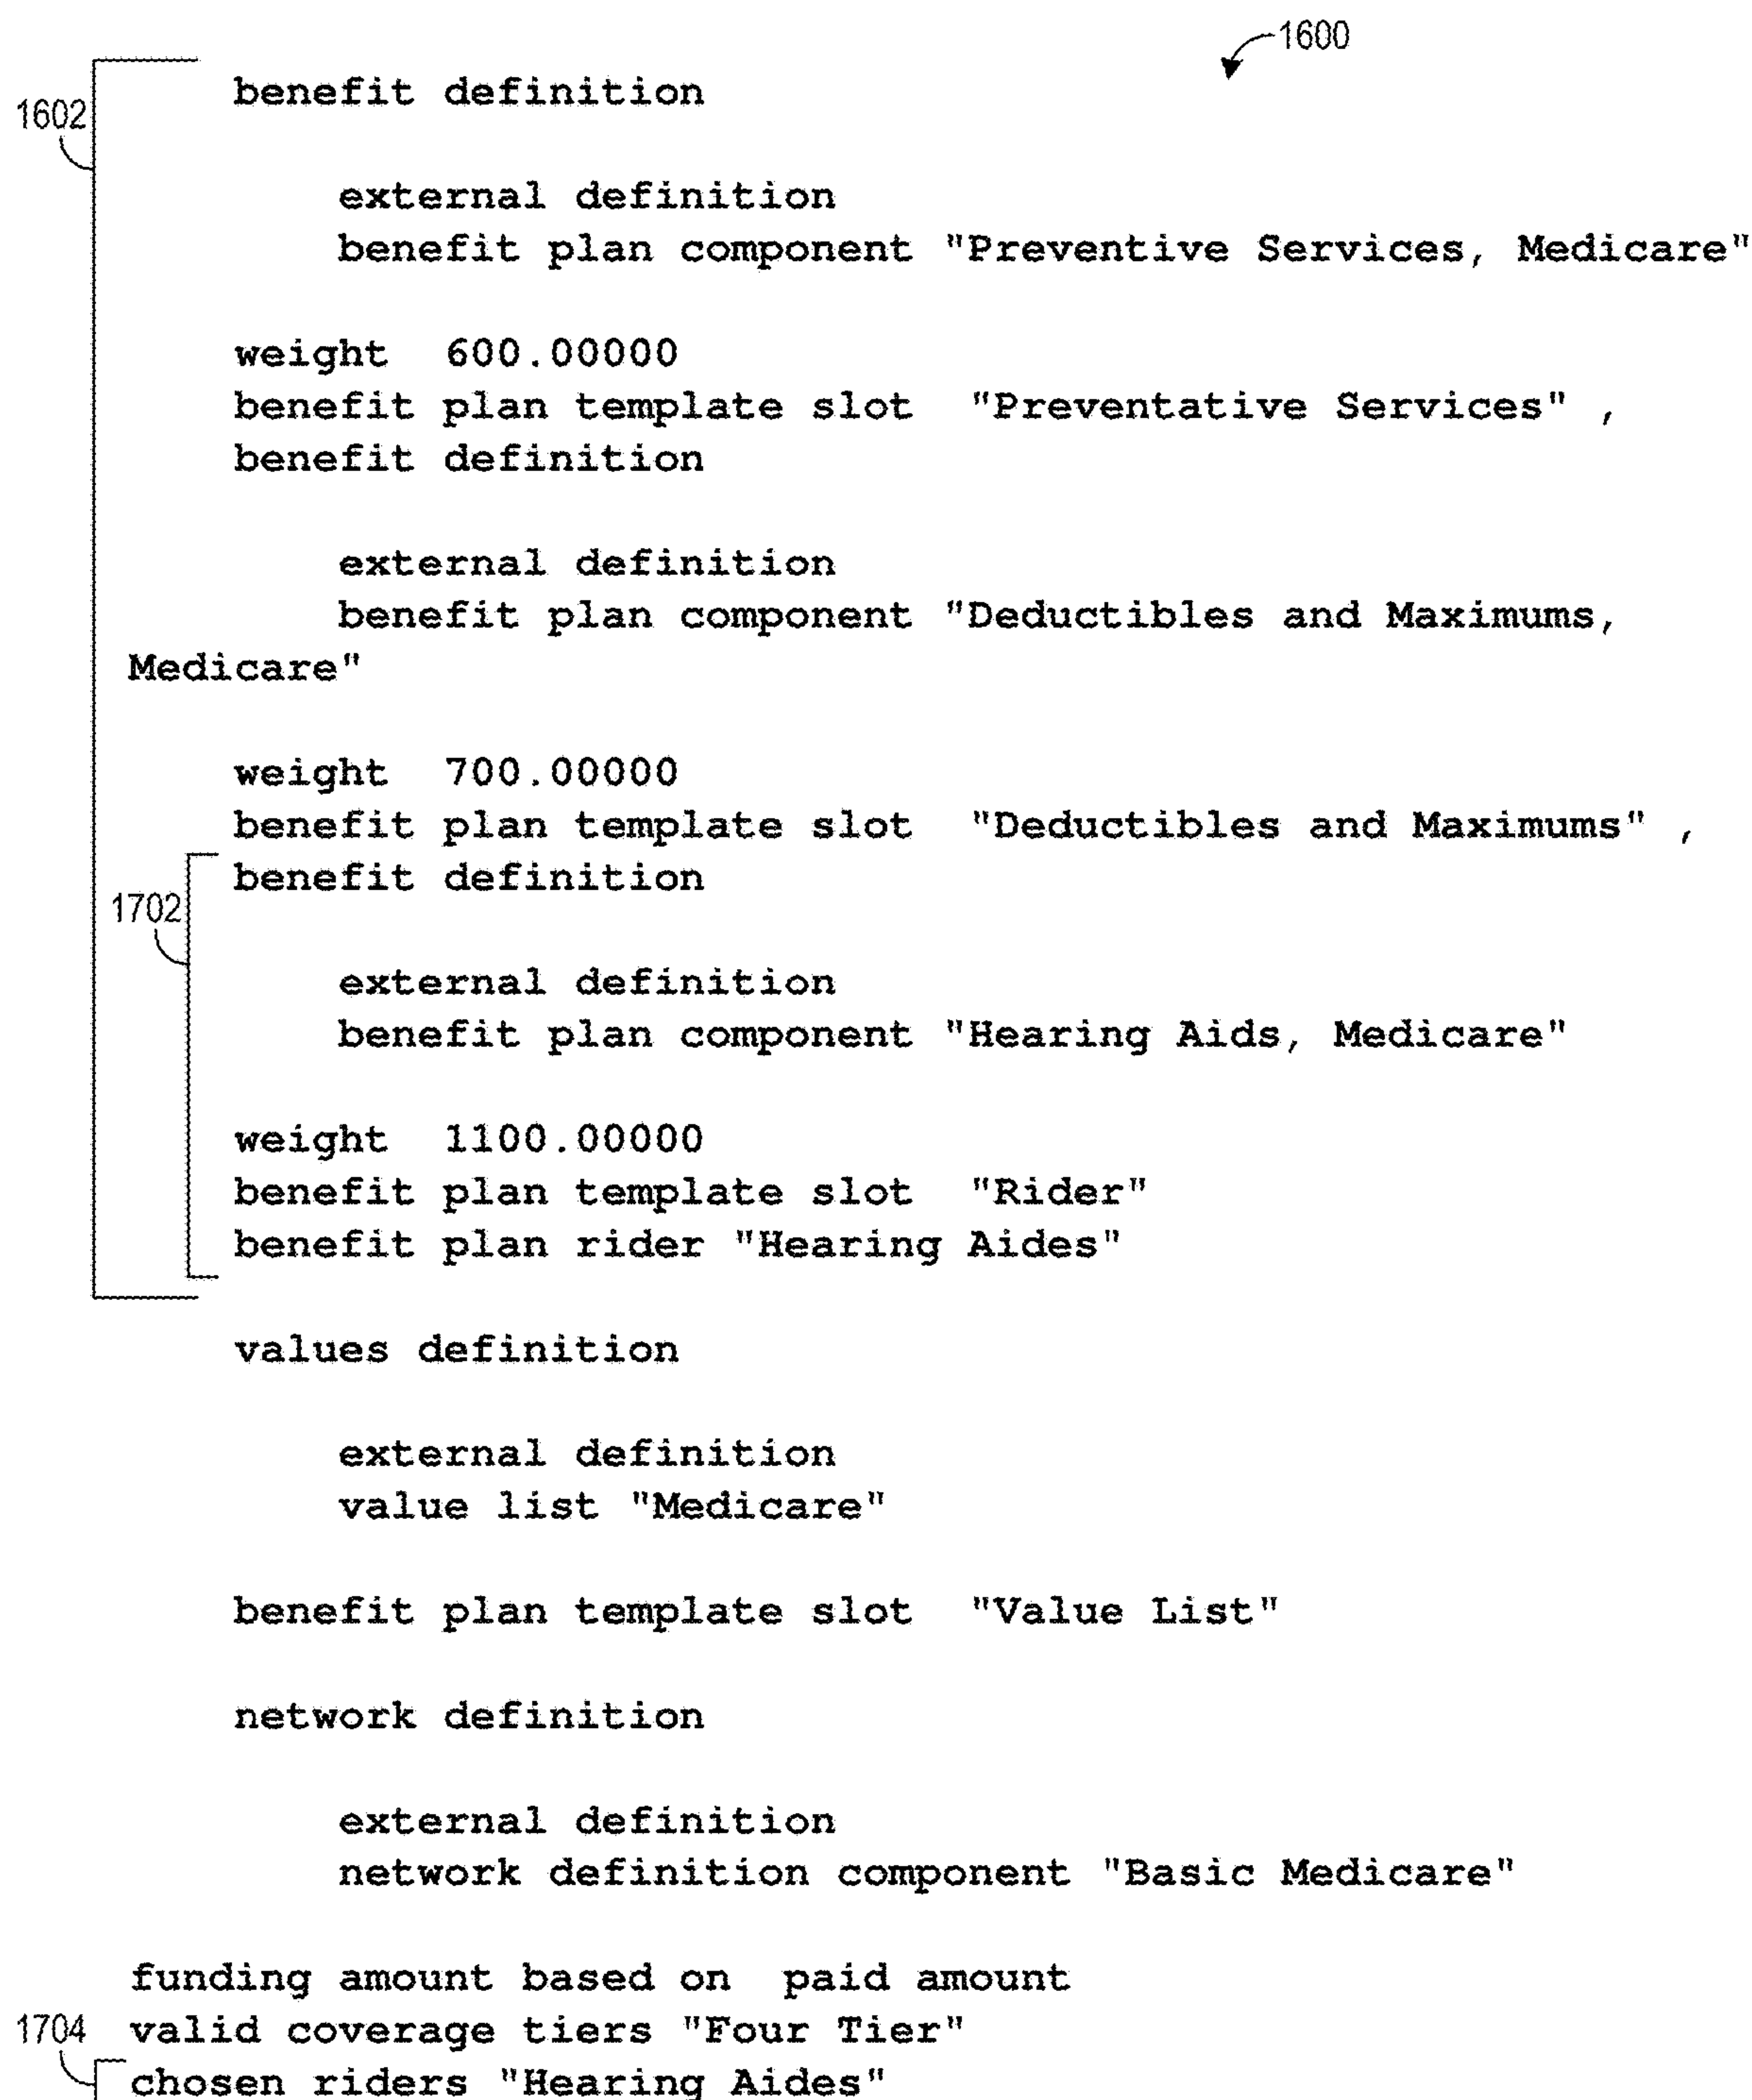 1600
benefit definition
1602
external definition
benefit plan component "Preventive Services, Medicare"
weight 600.00000
benefit plan template slot "Preventative Services" ,
benefit definition
external definition
benefit plan component "Deductibles and Maximums,
Medicare"
weight 700.00000
benefit plan template slot "Deductibles and Maximums" ,
benefit definition
1702
external definition
benefit plan component "Hearing Aids, Medicare"
weight 1100.00000
benefit plan template slot "Rider"
benefit plan rider "Hearing Aides"
values definition
external definition
value list "Medicare"
benefit plan template slot "Value List"
network definition
external definition
network definition component "Basic Medicare"
funding amount based on paid amount
1704 valid coverage tiers "Four Tier"
chosen riders "Hearing Aides"